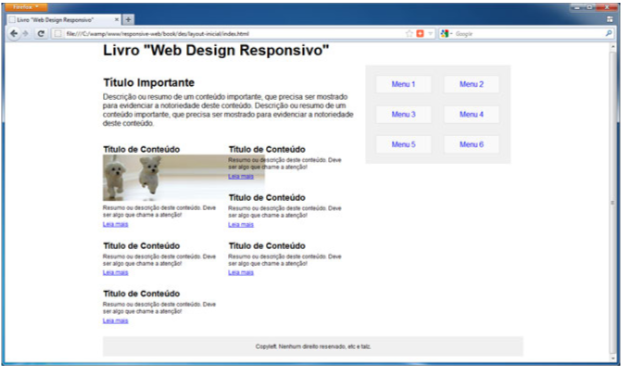 Firefox
Livro "Web Design Responsivo"
file:///C:/wamp/www/responsive-web/book/des/layout-inicial/index.html
Google
Livro "Web Design Responsivo"
Título Importante
Descrição ou resumo de um conteúdo importante, que precisa ser mostrado
para evidenciar a notoriedade deste conteúdo. Descrição ou resumo de um
conteúdo importante, que precisa ser mostrado para evidenciar a notoriedade
deste conteúdo.
Menu 1
Menu 2
Menu 3
Menu 4
Menu 5
Menu 6
Título de Conteúdo
Resumo ou descrição deste conteúdo. Deve
ser algo que chame a atenção!
Leia mais
Título de Conteúdo
Resumo ou descrição deste conteúdo. Deve
ser algo que chame a atenção!
Leia mais
Título de Conteúdo
Resumo ou descrição deste conteúdo. Deve
ser algo que chame a atenção!
Leia mais
Título de Conteúdo
Resumo ou descrição deste conteúdo. Deve
ser algo que chame a atenção!
Leia mais
Título de Conteúdo
Resumo ou descrição deste conteúdo. Deve
ser algo que chame a atenção!
Leia mais
Título de Conteúdo
Resumo ou descrição deste conteúdo. Deve
ser algo que chame a atenção!
Leia mais
Copyleft. Nenhum direito reservado, etc e talz.